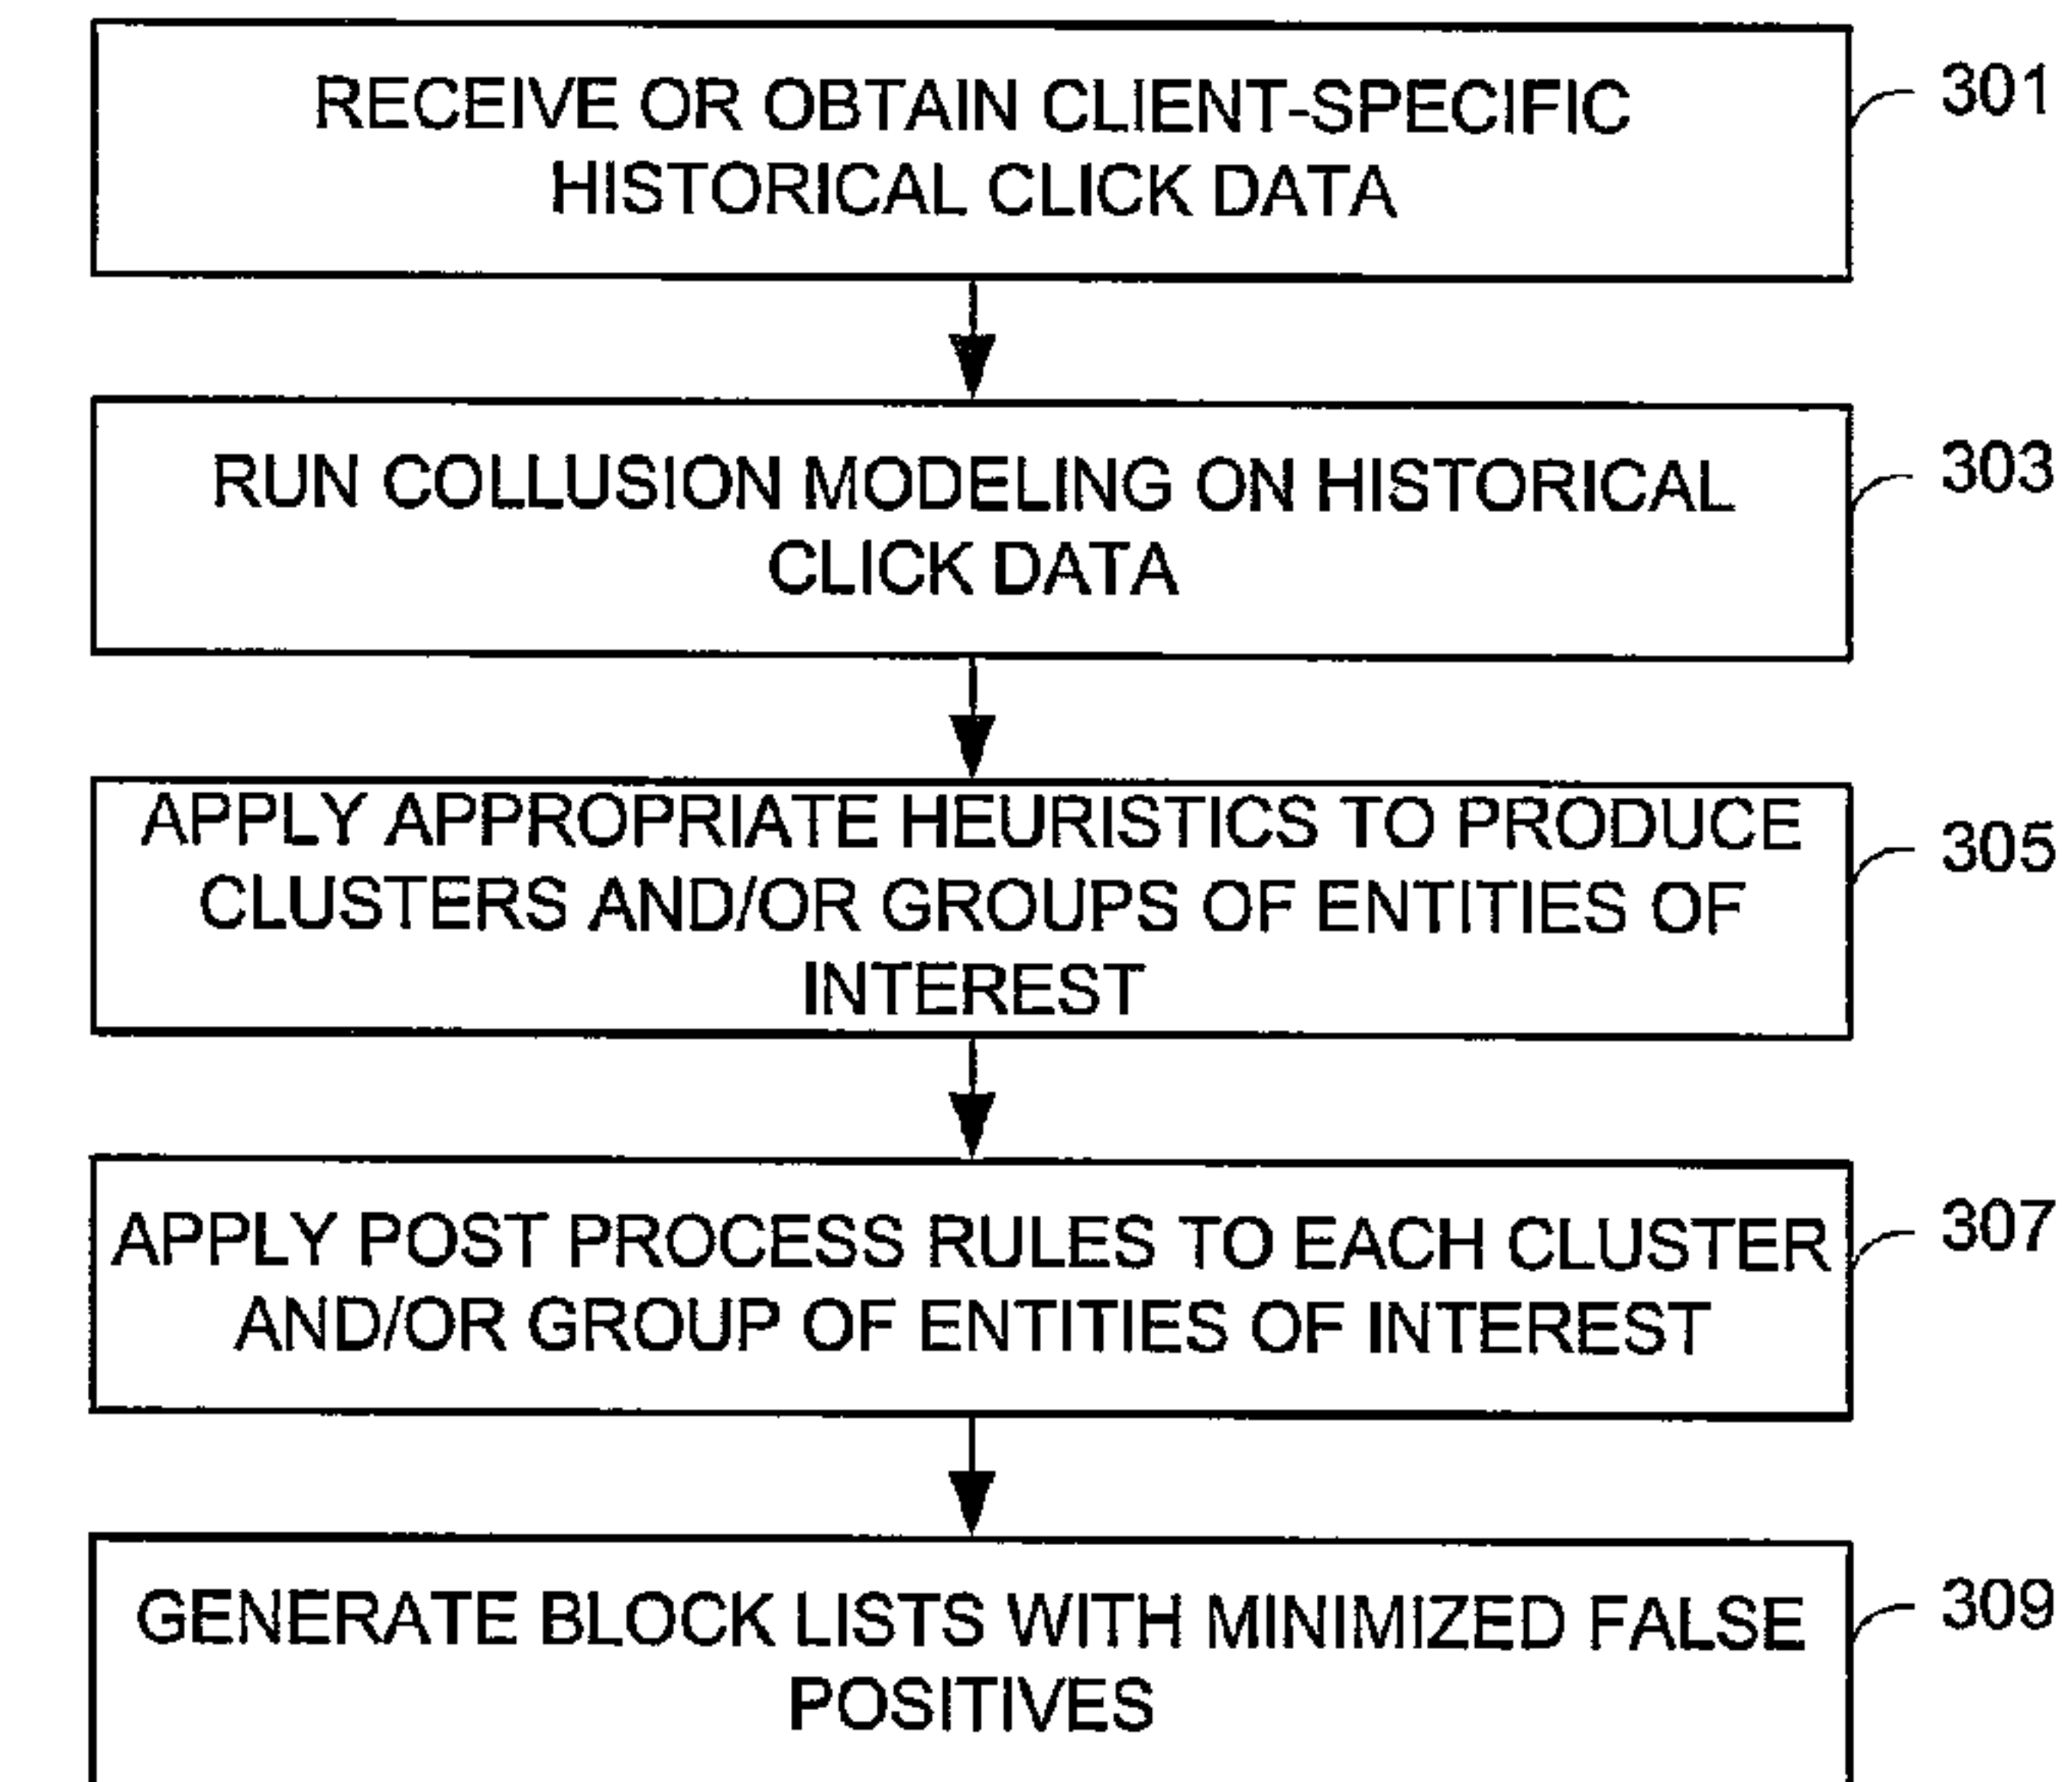 RECEIVE OR OBTAIN CLIENT-SPECIFIC
HISTORICAL CLICK DATA
301
RUN COLLUSION MODELING ON HISTORICAL
CLICK DATA
303
APPLY APPROPRIATE HEURISTICS TO PRODUCE
CLUSTERS AND/OR GROUPS OF ENTITIES OF
INTEREST
305
APPLY POST PROCESS RULES TO EACH CLUSTER
AND/OR GROUP OF ENTITIES OF INTEREST
307
GENERATE BLOCK LISTS WITH MINIMIZED FALSE
POSITIVES
309